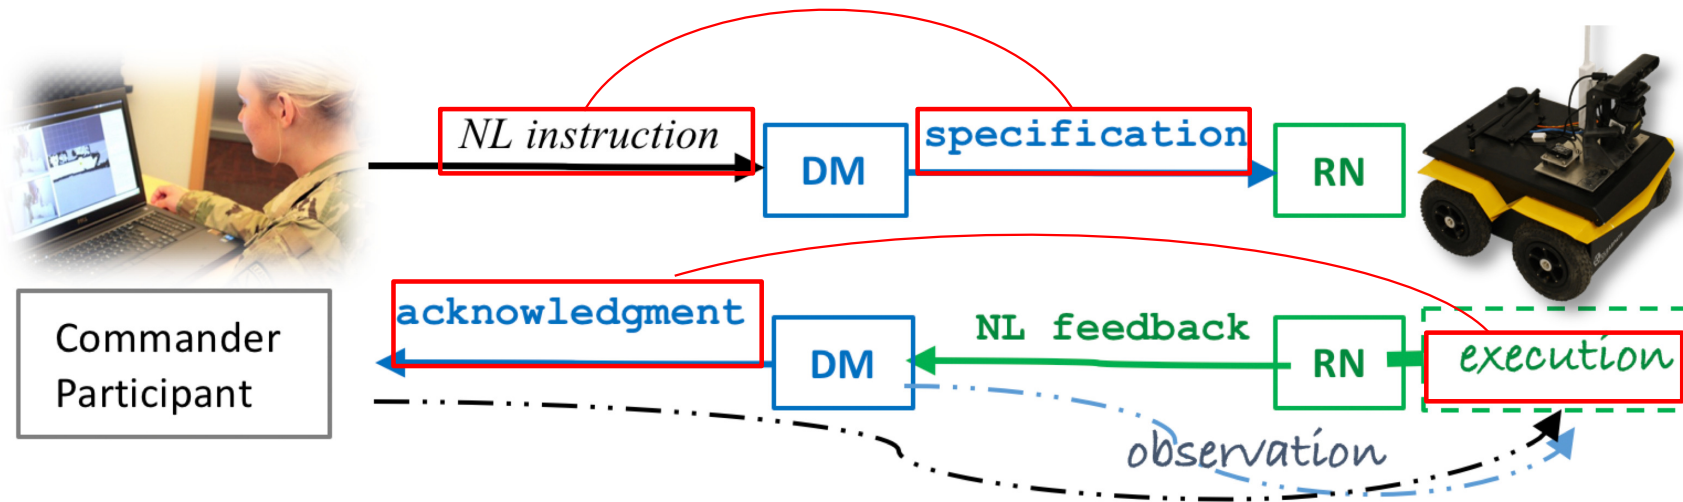 NL instruction
DM
specification
RN
Commander
Participant
acknowledgment
DM
NL feedback
RN
execution
observation